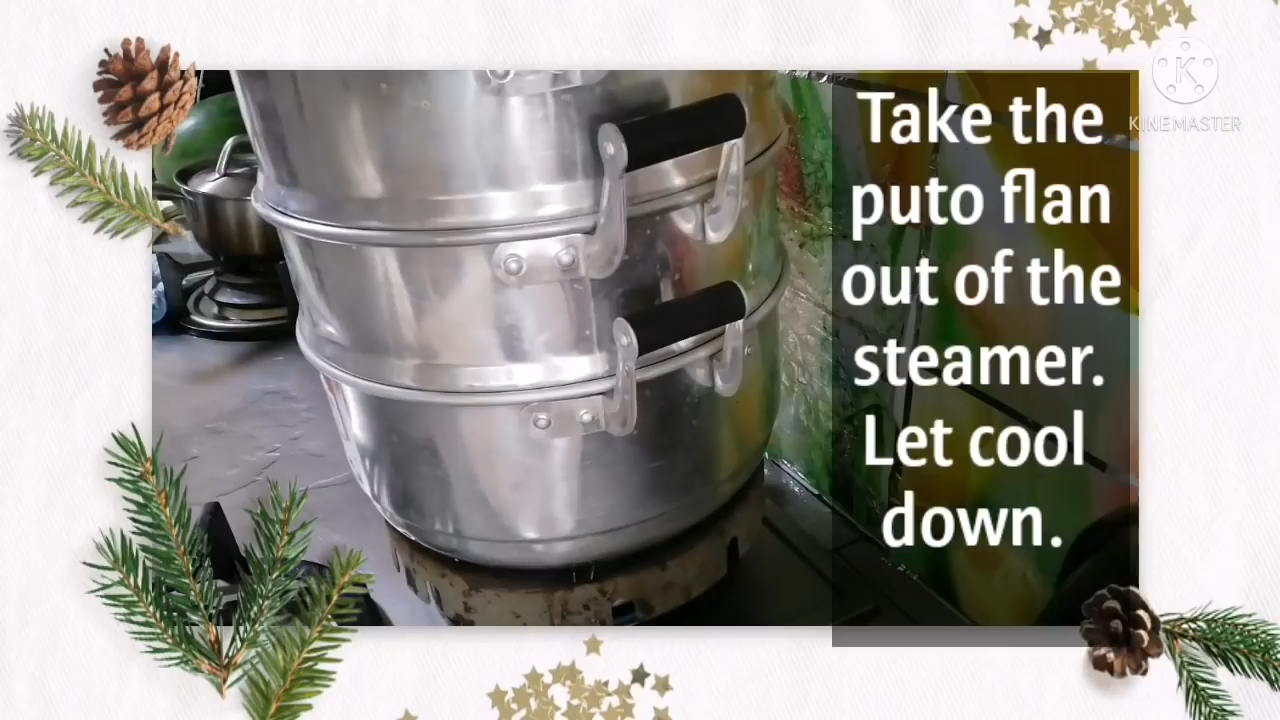 Take the
puto flan
out of the
steamer.
Let cool
down.
K
KINEMASTER